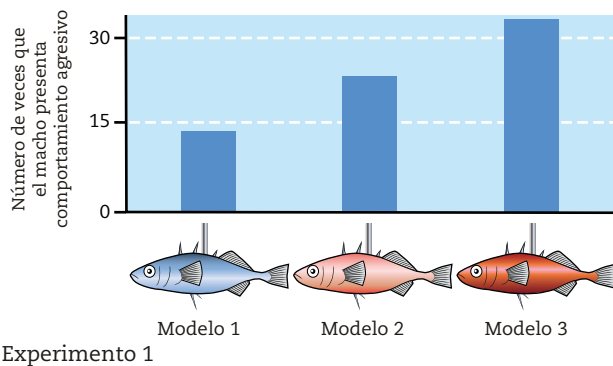 Número de veces que
el macho presenta
comportamiento agresivo
30
15
0
Modelo 1 Modelo 2 Modelo 3
Experimento 1